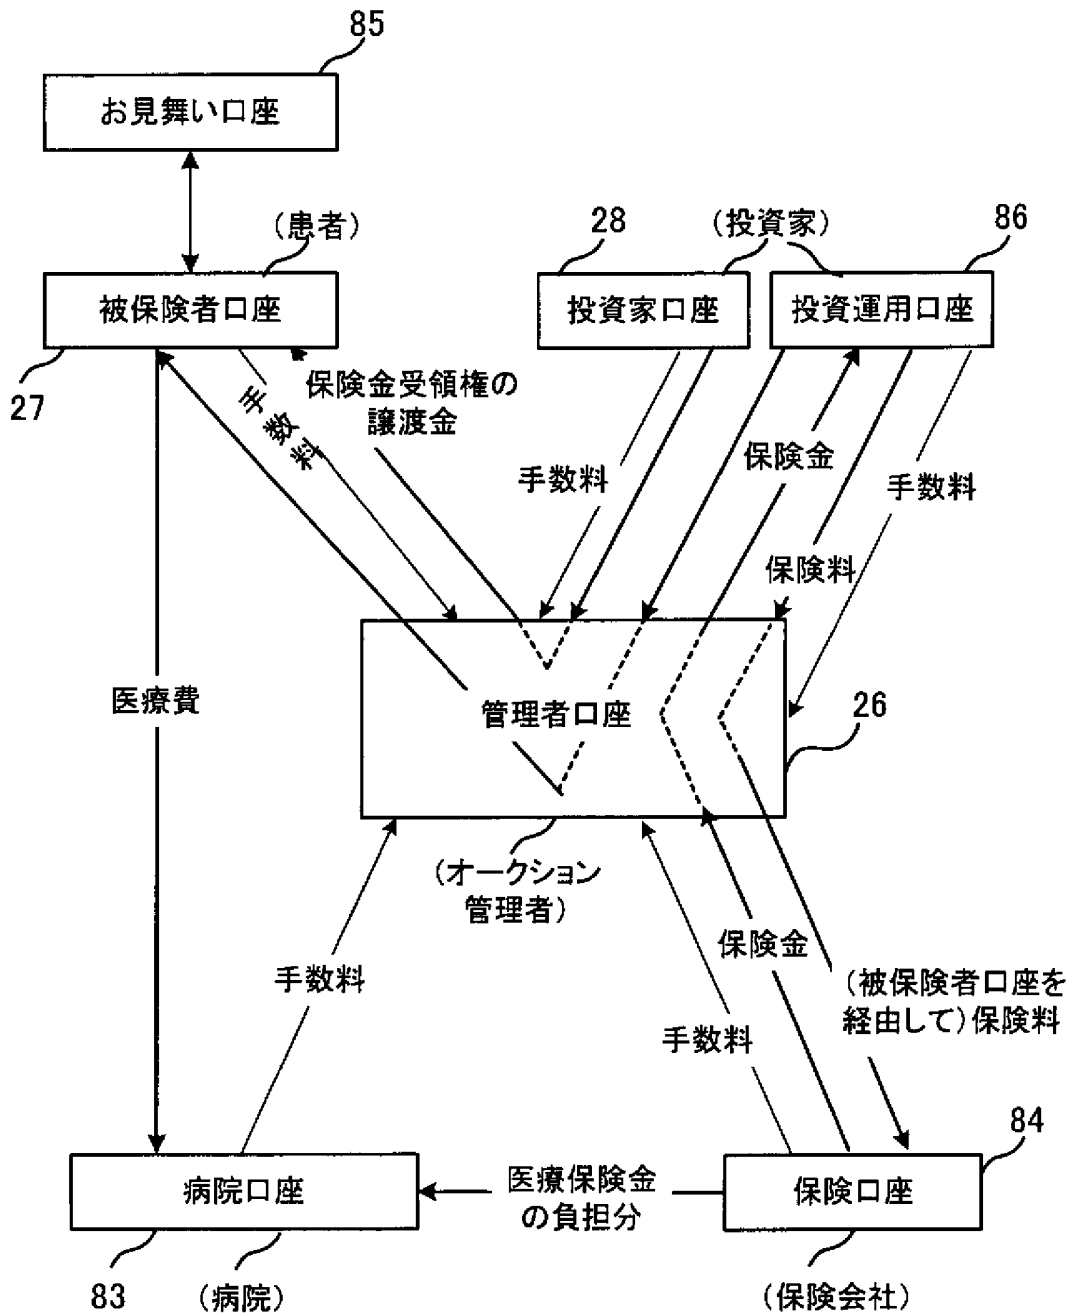 85
お見舞い口座
(患者)
28
(投資家)
86
被保険者口座
投資家口座
投資運用口座
27
手数料
保険金受領権の
譲渡金
手数料
保険金
手数料
保険料
医療費
管理者口座
26
(オークション
管理者)
手数料
保険金
手数料
(被保険者口座を
経由して)保険料
84
病院口座
医療保険金
の負担分
保険口座
83
(病院)
(保険会社)